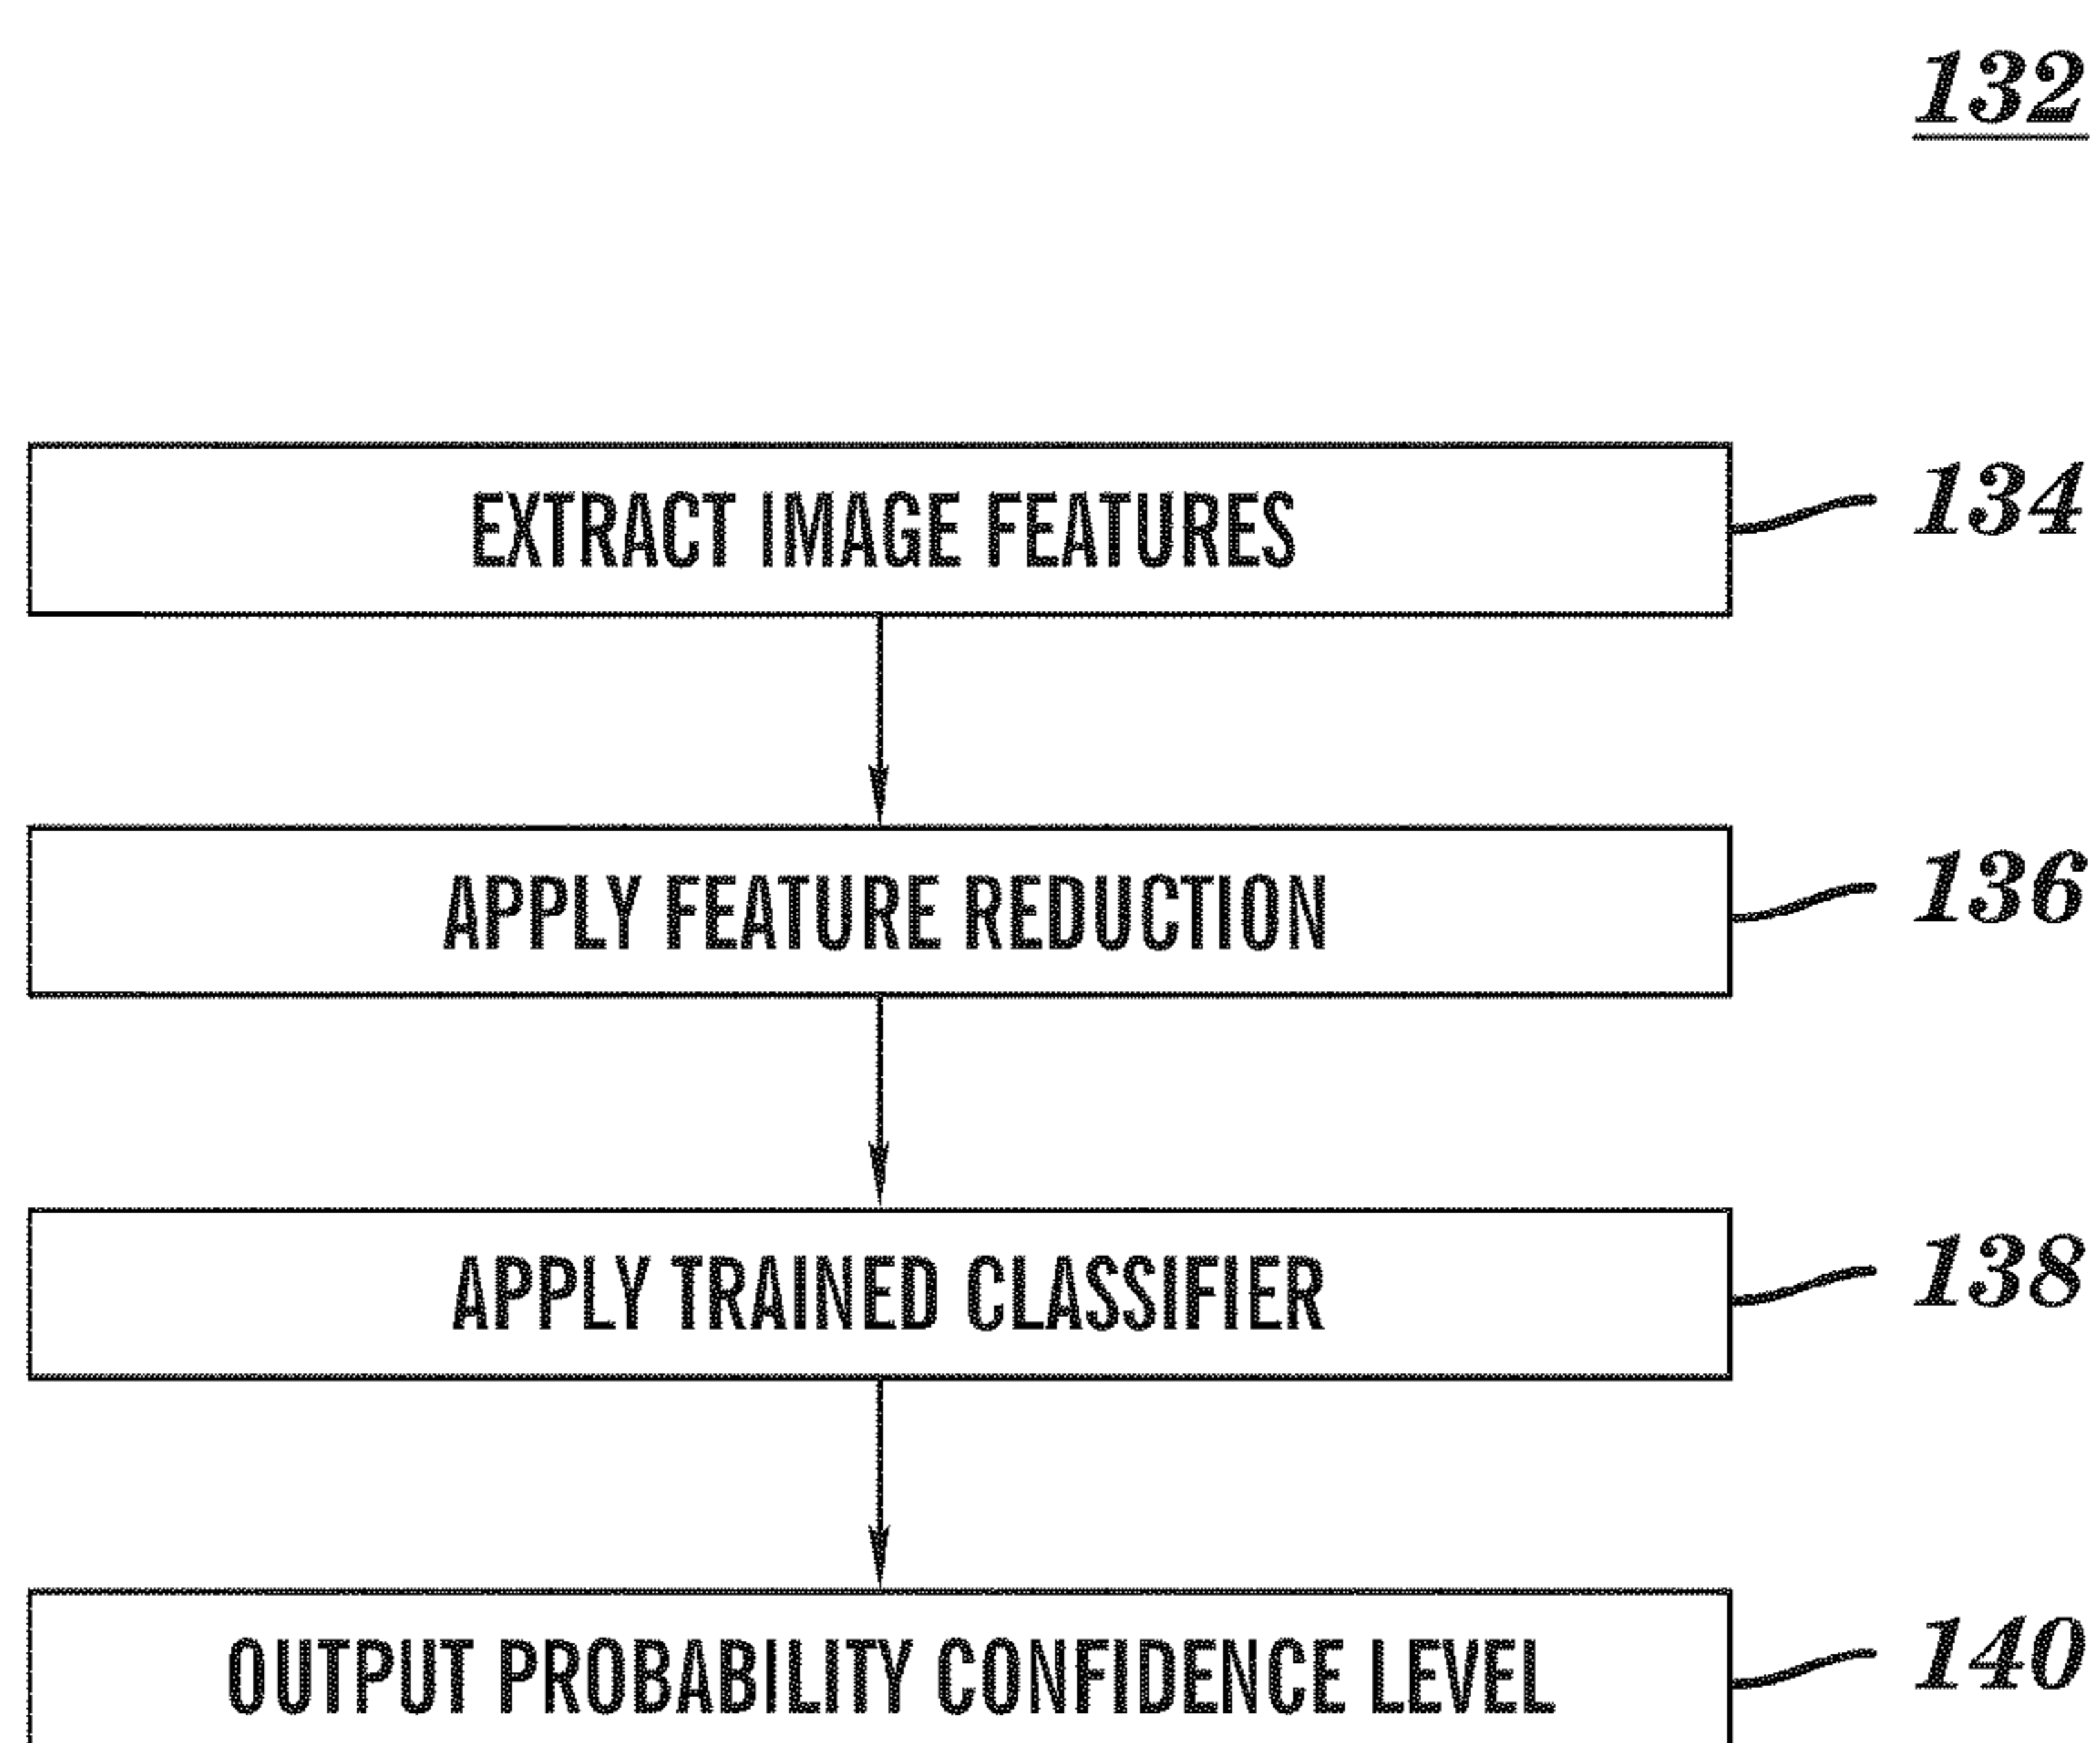 132
EXTRACT IMAGE FEATURES
134
APPLY FEATURE REDUCTION
136
APPLY TRAINED CLASSIFIER
138
OUTPUT PROBABILITY CONFIDENCE LEVEL
140